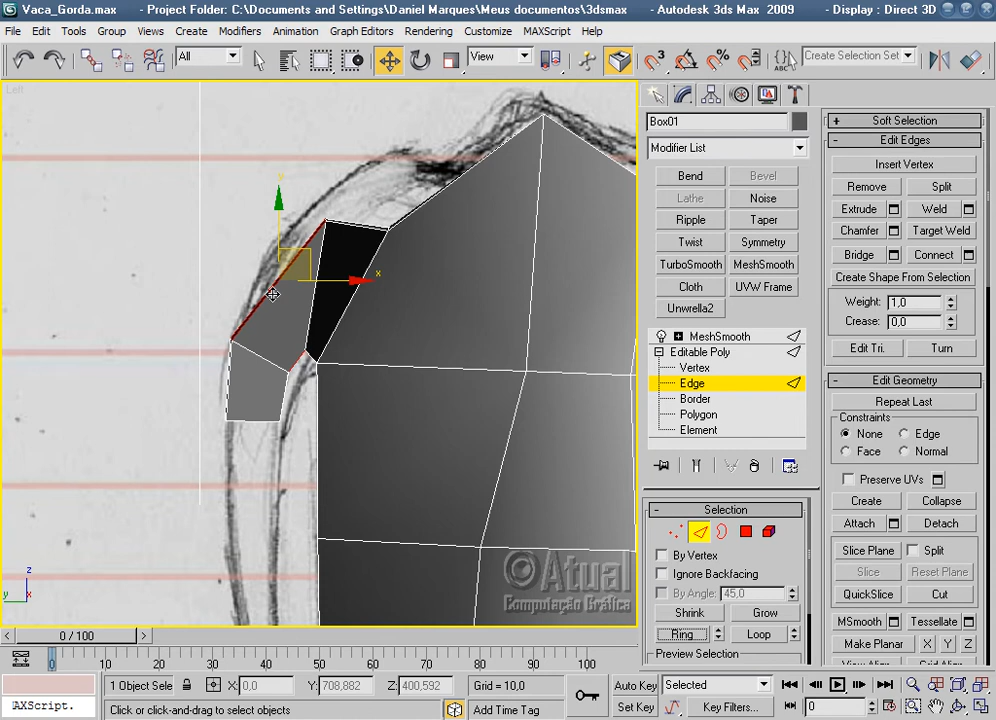 Vaca_Gorda.max - Project Folder: C:\Documents and Settings\Daniel Marques\Meus documentos\3dsmax - Autodesk 3ds Max 2009 - Display : Direct 3D
File Edit Tools Group Views Create Modifiers Animation Graph Editors Rendering Customize MAXScript Help
All View Create Selection Set
Left
Box01
Modifier List
Bend Bevel
Lathe Noise
Ripple Taper
Twist Symmetry
TurboSmooth MeshSmooth
Cloth UVW Frame
Unwrella2
MeshSmooth
Editable Poly
Vertex
Edge
Border
Polygon
Element
Selection
By Vertex
Ignore Backfacing
By Angle: 45,0
Shrink Grow
Ring Loop
Preview Selection
+ Soft Selection
- Edit Edges
Insert Vertex
Remove Split
Extrude Weld
Chamfer Target Weld
Bridge Connect
Create Shape From Selection
Weight: 1,0
Crease: 0,0
Edit Tri. Turn
- Edit Geometry
Repeat Last
Constraints
None Edge
Face Normal
Preserve UVs
Create Collapse
Attach Detach
Slice Plane Split
Slice Reset Plane
QuickSlice Cut
MSmooth Tessellate
Make Planar X Y Z
View Align Grid Align
y
x
z
y x
©Atual
Computação Gráfica
< 0 / 100 >
0 10 20 30 40 50 60 70 80 90 100
1 Object Sele X: 0,0 Y: 708,882 Z: 400,592 Grid = 10,0
Auto Key Selected
AXScript. Click or click-and-drag to select objects Add Time Tag
Set Key Key Filters... 0